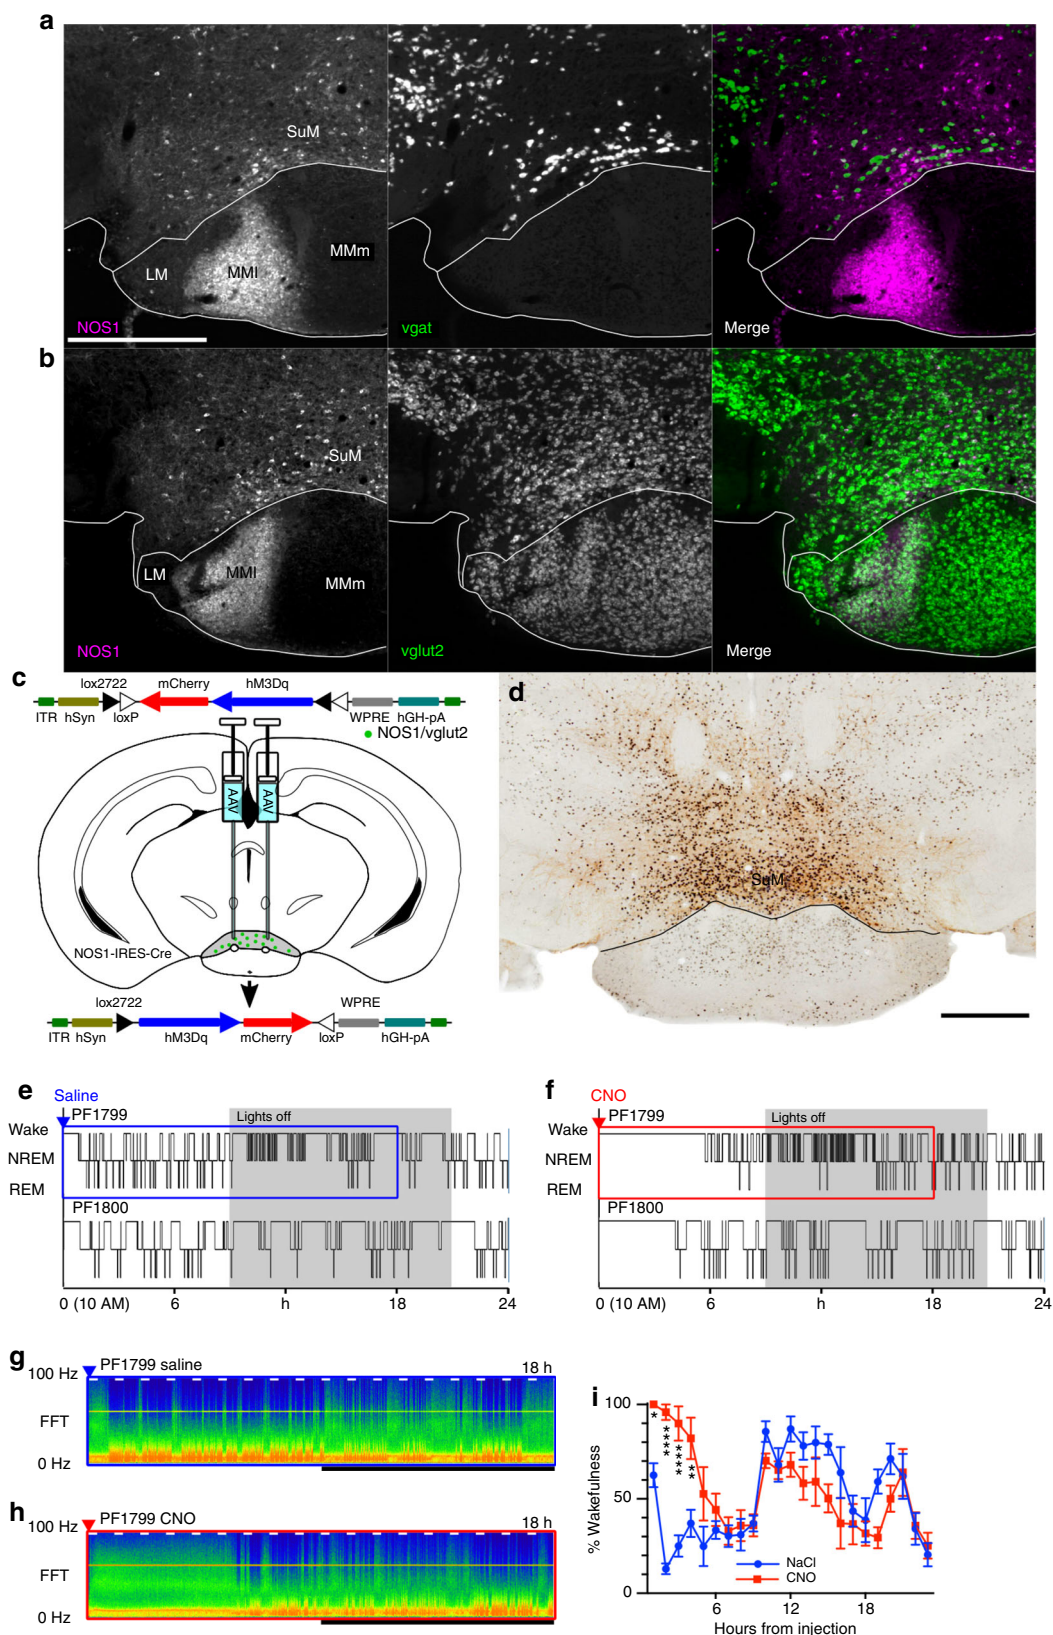 a
SuM
LM
MMl
MMm
NOS1
vgat
Merge
b
SuM
LM
MMl
MMm
NOS1
vglut2
Merge
c
lox2722
mCherry
hM3Dq
ITR
hSyn
loxP
WPRE
hGH-pA
NOS1/vglut2
AAV
AAV
NOS1-IRES-Cre
lox2722
WPRE
ITR
hSyn
hM3Dq
mCherry
loxP
hGH-pA
d
SuM
e
Saline
PF1799
Lights off
Wake
NREM
REM
PF1800
0 (10 AM)
6
h
18
24
f
CNO
PF1799
Lights off
Wake
NREM
REM
PF1800
0 (10 AM)
6
h
18
24
g
PF1799 saline
18 h
100 Hz
FFT
0 Hz
h
PF1799 CNO
18 h
100 Hz
FFT
0 Hz
i
100
50
0
% Wakefulness
*
****
****
**
NaCl
CNO
6
12
18
Hours from injection